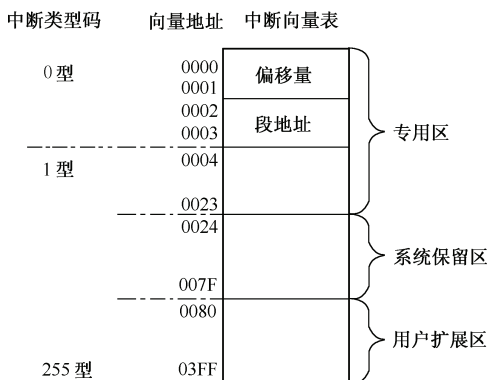 中断类型码 向量地址 中断向量表
0型
0000
0001
偏移量
0002
0003
段地址
专用区
1型
0004
0023
0024
系统保留区
007F
0080
用户扩展区
255型
03FF